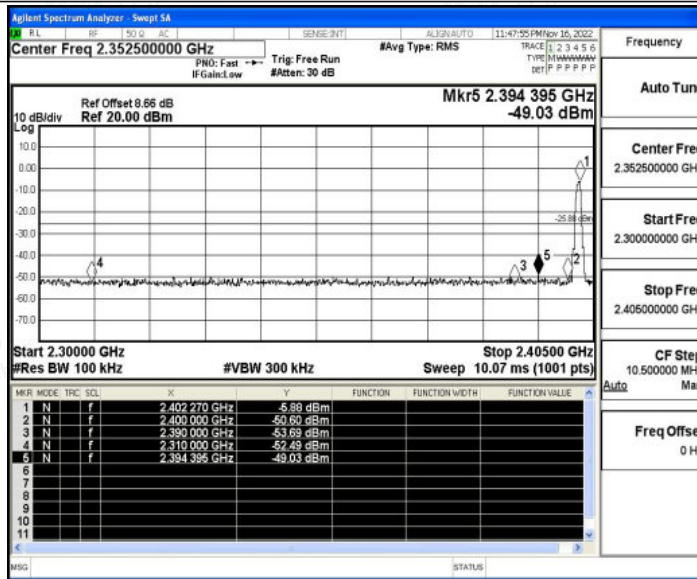 Agilent Spectrum Analyzer - Swept SA
RL RF 50 Ω AC SENSE:INT ALIGNAUTO 11:47:55 PM Nov 16, 2022
Center Freq 2.352500000 GHz
#Avg Type: RMS
TRACE 1 2 3 4 5 6
PNO: Fast
Trig: Free Run
TYPE
IFGain:Low
#Atten: 30 dB
DET P P P P P P
Frequency
Auto Tun
Ref Offset 8.66 dB
Mkr5 2.394 395 GHz
10 dB/div Ref 20.00 dBm
-49.03 dBm
Log
10.0
0.00
-10.0
-20.0
-30.0
-40.0
-50.0
-60.0
-70.0
1
-25.88 dBm
4
3
5
2
Center Fre
2.352500000 GH
Start Fre
2.300000000 GH
Stop Fre
2.405000000 GH
Start 2.30000 GHz
Stop 2.40500 GHz
#Res BW 100 kHz
#VBW 300 kHz
Sweep 10.07 ms (1001 pts)
CF Step
10.500000 MH
Auto Ma
MKR MODE TRC SCL X Y FUNCTION FUNCTION WIDTH FUNCTION VALUE
1 N f 2.402 270 GHz -5.88 dBm
2 N f 2.400 000 GHz -50.60 dBm
3 N f 2.390 000 GHz -53.69 dBm
4 N f 2.310 000 GHz -52.49 dBm
5 N f 2.394 395 GHz -49.03 dBm
6
7
8
9
10
11
Freq Offse
0 H
MSG
STATUS